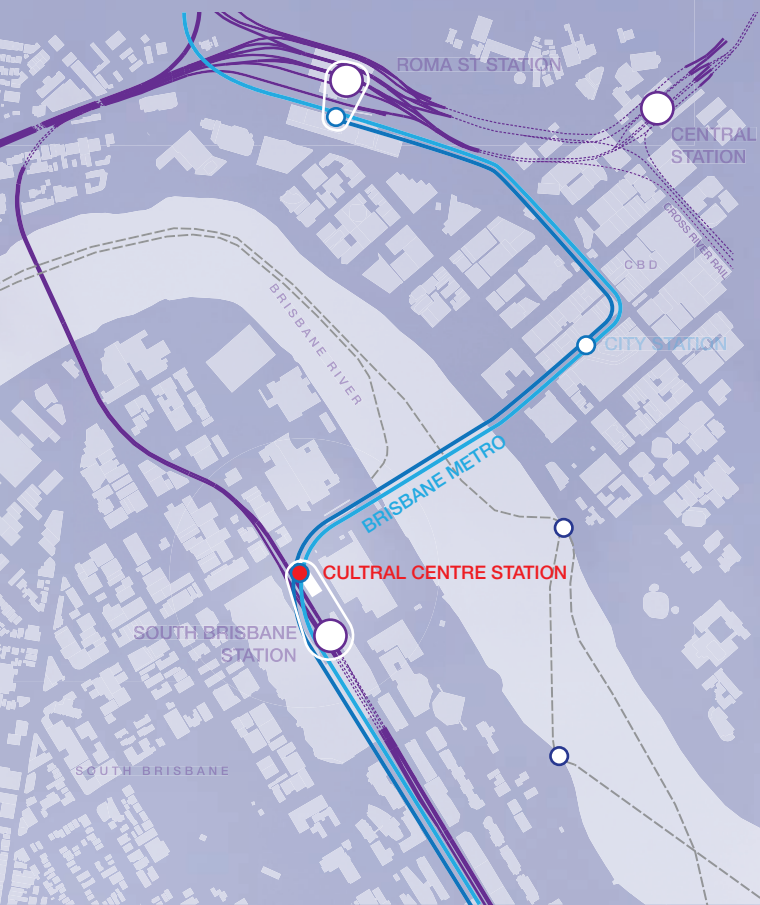 ROMA ST STATION
CENTRAL
STATION
CROSS RIVER RAIL
CBD
BRISBANE RIVER
CITY STATION
BRISBANE METRO
CULTRAL CENTRE STATION
SOUTH BRISBANE
STATION
SOUTH BRISBANE